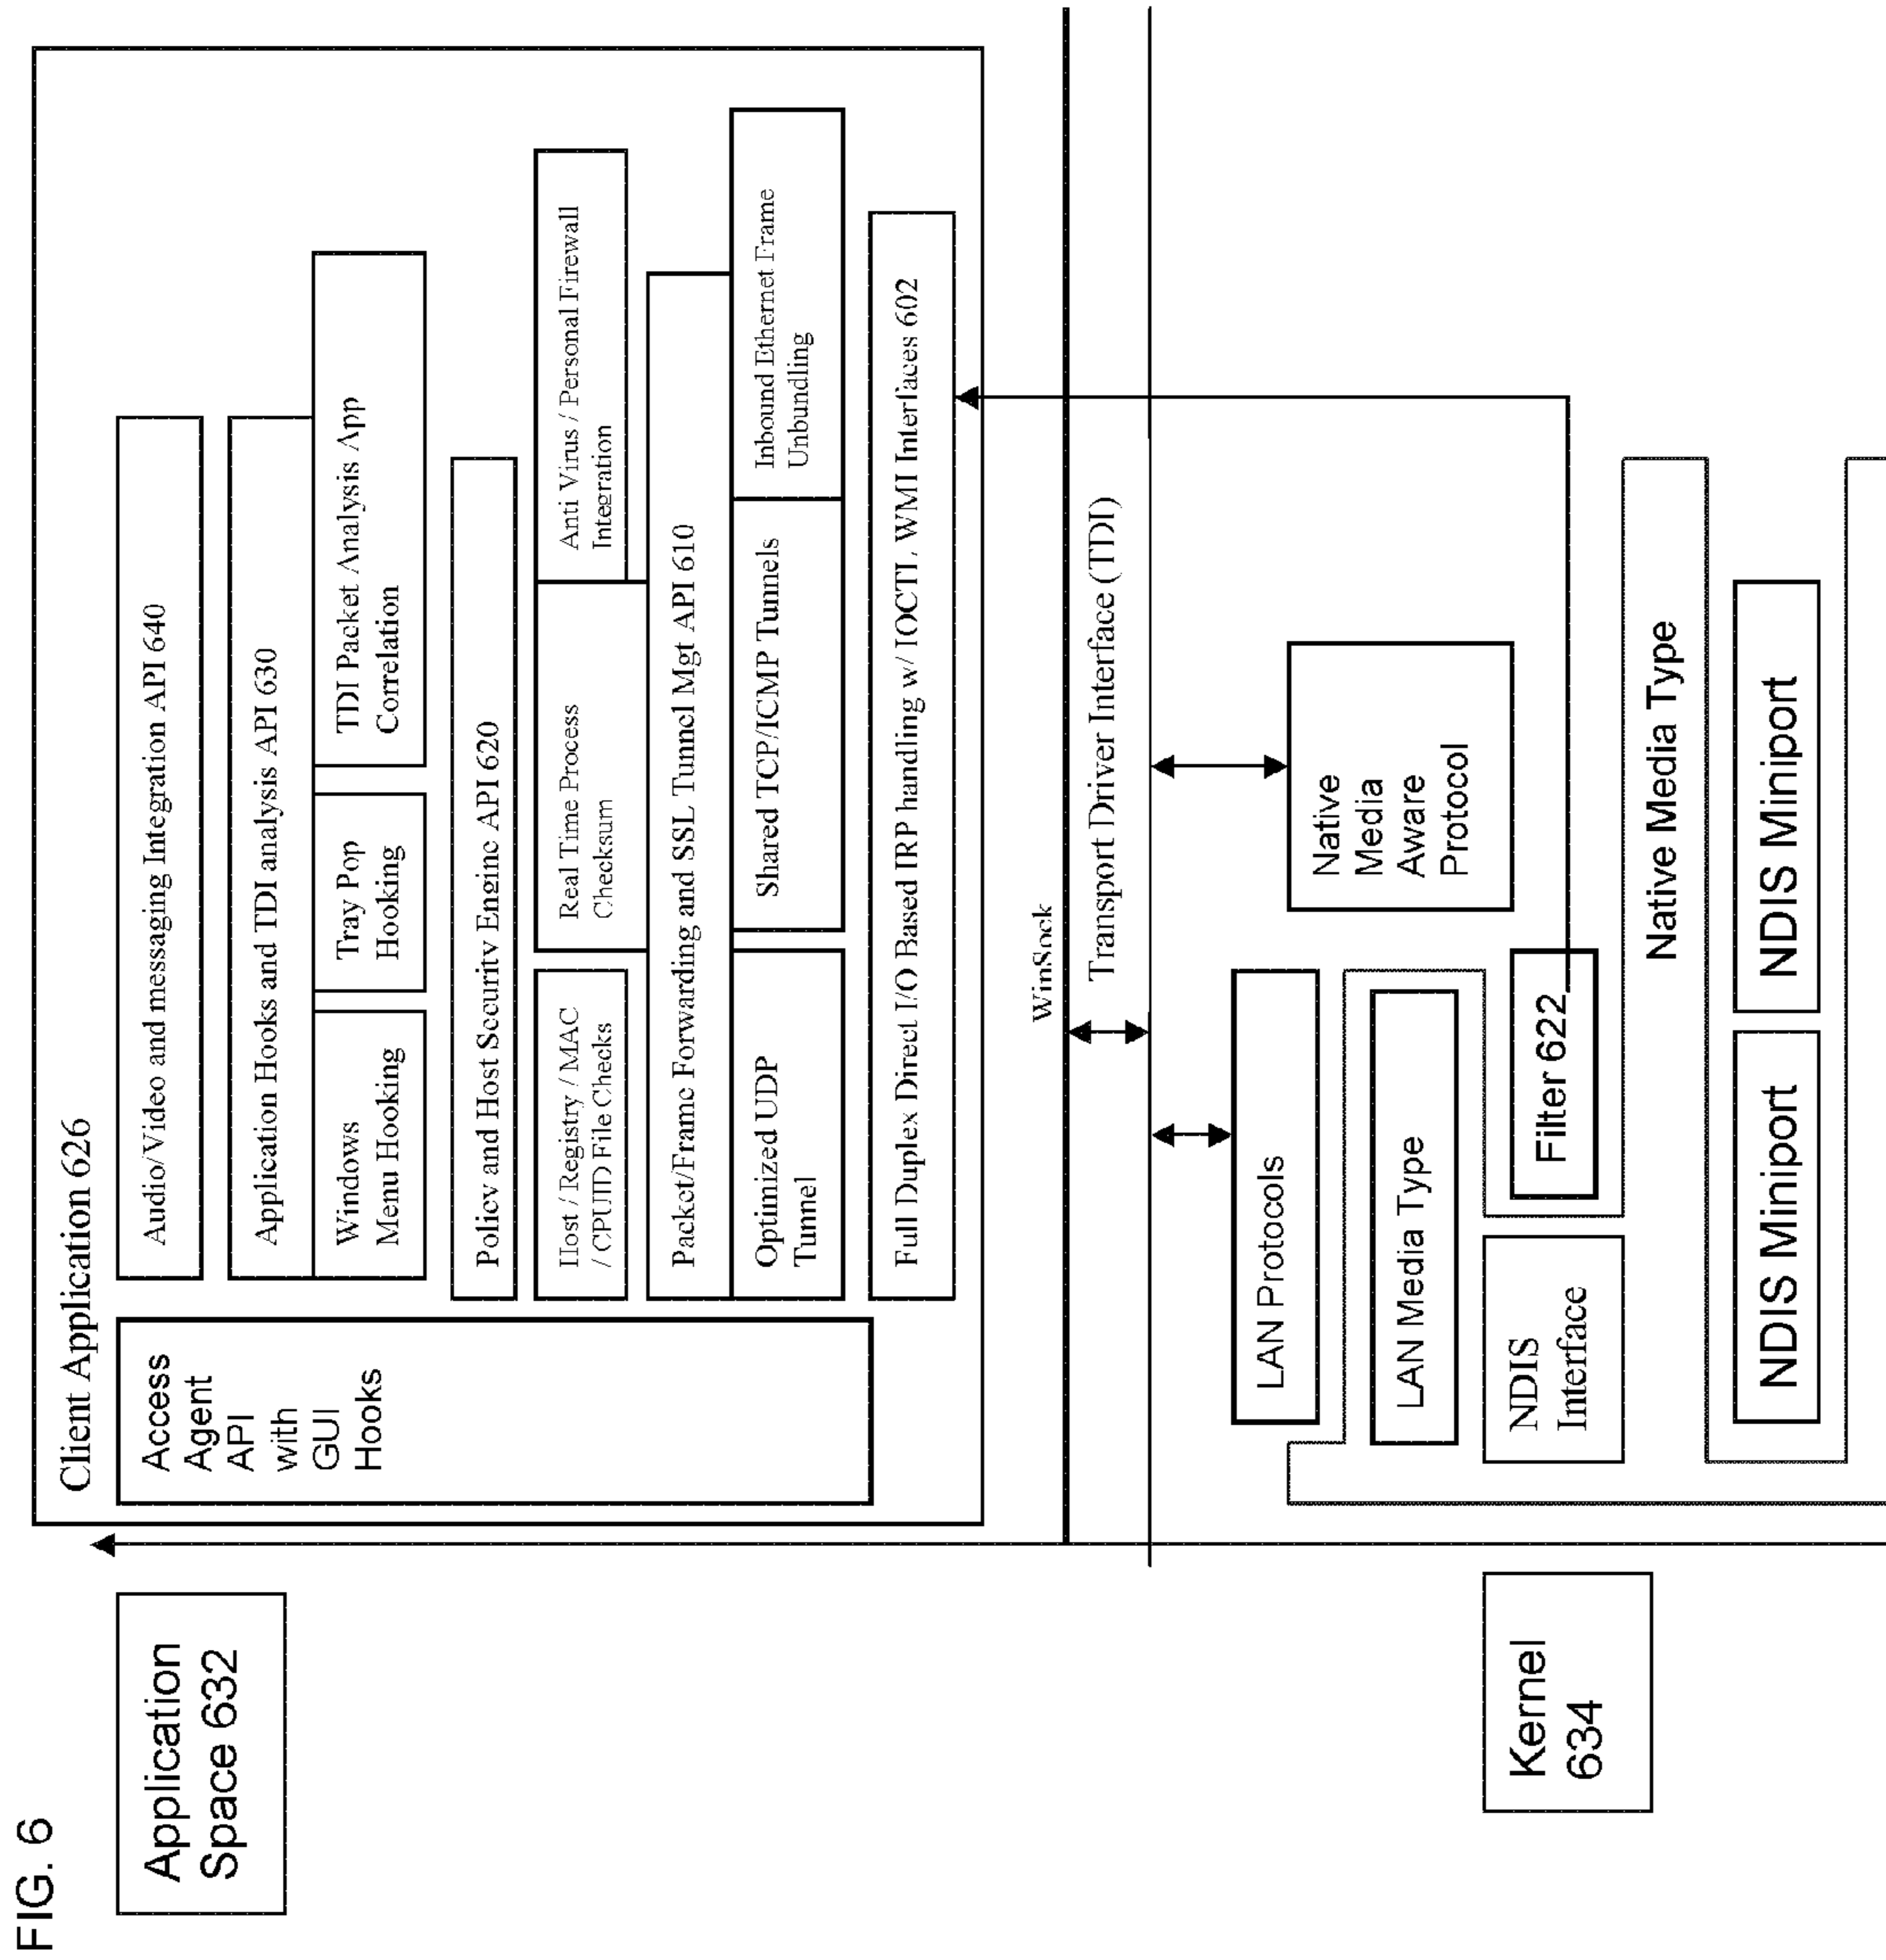 FIG. 6
Application
Space 632
Client Application 626
Access
Agent
API
with
GUI
Hooks
Audio/Video and messaging Integration API 640
Application Hooks and TDI analysis API 630
Windows
Menu Hooking
Tray Pop
Hooking
TDI Packet Analysis App
Correlation
Policy and Host Security Engine API 620
Host / Registry / MAC
/ CPUID File Checks
Real Time Process
Checksum
Anti Virus / Personal Firewall
Integration
Packet/Frame Forwarding and SSL Tunnel Mgt API 610
Optimized UDP
Tunnel
Shared TCP/ICMP Tunnels
Inbound Ethernet Frame
Unbundling
Full Duplex Direct I/O Based IRP handling w/ IOCTL, WMI Interfaces 602
WinSock
Transport Driver Interface (TDI)
Kernel
634
LAN Protocols
Native
Media
Aware
Protocol
LAN Media Type
NDIS
Interface
Filter 622
Native Media Type
NDIS Miniport
NDIS Miniport